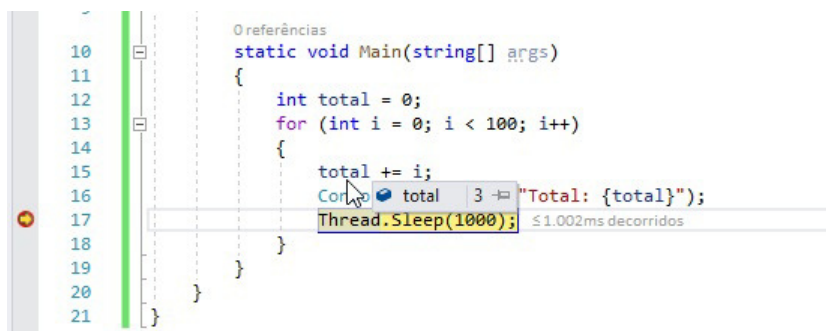 0 referências
10 static void Main(string[] args)
11 {
12 int total = 0;
13 for (int i = 0; i < 100; i++)
14 {
15 total += i;
16 Con total 3 "Total: {total}");
17 Thread.Sleep(1000); ≤1.002ms decorridos
18 }
19 }
20 }
21 }